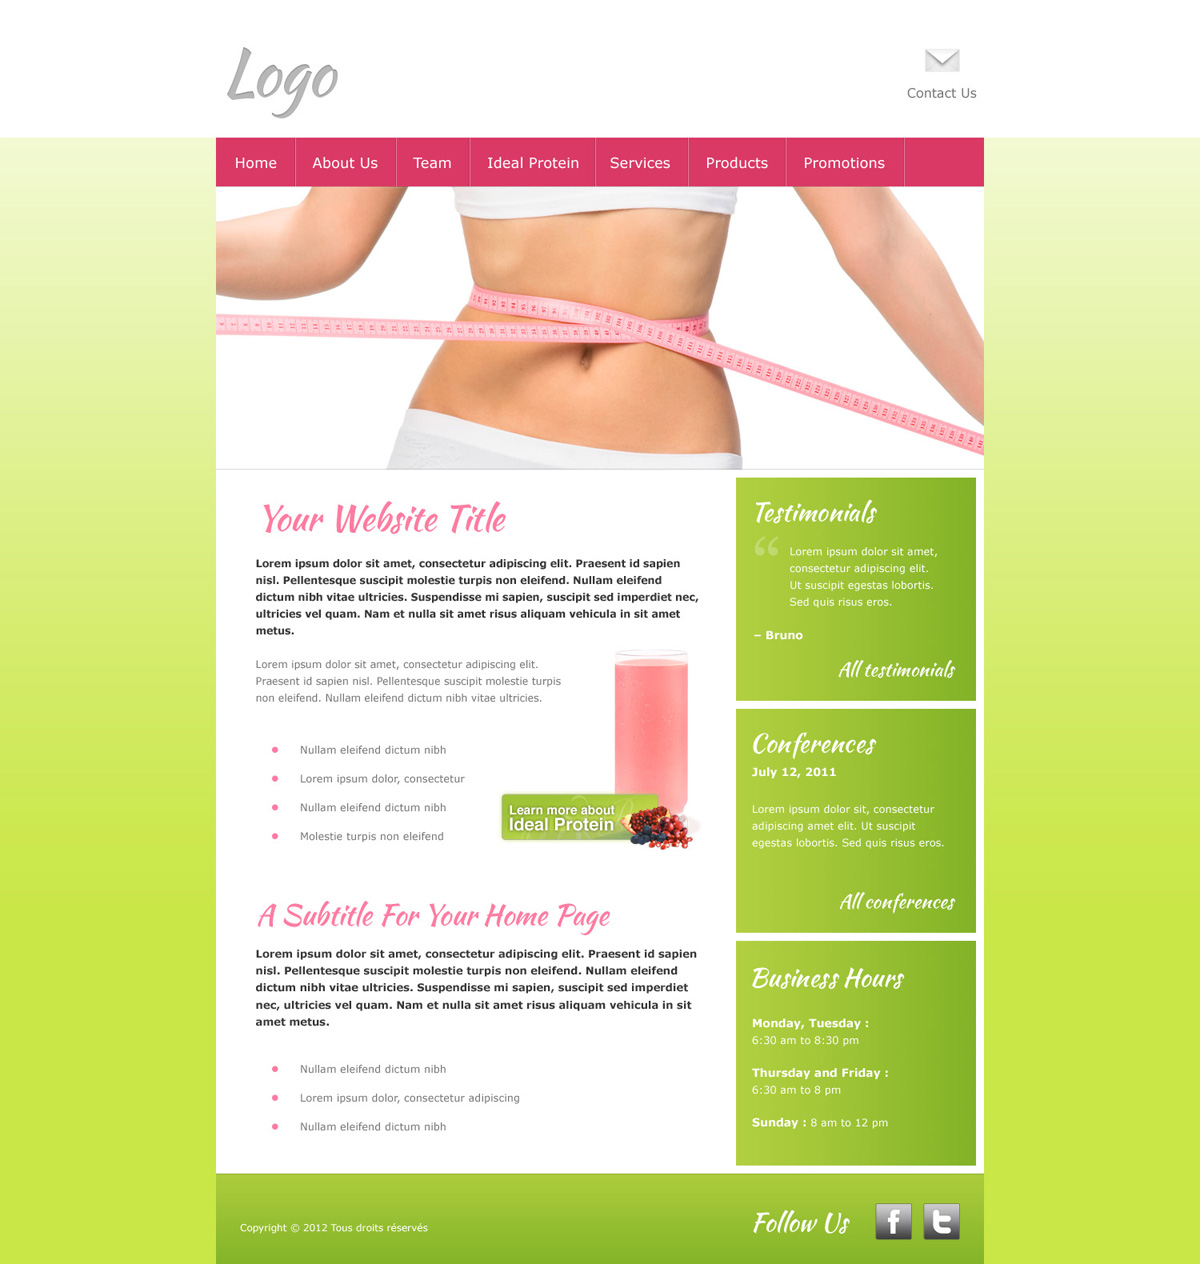 Logo
Contact Us
Home About Us Team Ideal Protein Services Products Promotions
Your Website Title
Lorem ipsum dolor sit amet, consectetur adipiscing elit. Praesent id sapien
nisl. Pellentesque suscipit molestie turpis non eleifend. Nullam eleifend
dictum nibh vitae ultricies. Suspendisse mi sapien, suscipit sed imperdiet nec,
ultricies vel quam. Nam et nulla sit amet risus aliquam vehicula in sit amet
metus.
Lorem ipsum dolor sit amet, consectetur adipiscing elit.
Praesent id sapien nisl. Pellentesque suscipit molestie turpis
non eleifend. Nullam eleifend dictum nibh vitae ultricies.
Nullam eleifend dictum nibh
Lorem ipsum dolor, consectetur
Nullam eleifend dictum nibh
Molestie turpis non eleifend
Learn more about
Ideal Protein
A Subtitle For Your Home Page
Lorem ipsum dolor sit amet, consectetur adipiscing elit. Praesent id sapien
nisl. Pellentesque suscipit molestie turpis non eleifend. Nullam eleifend
dictum nibh vitae ultricies. Suspendisse mi sapien, suscipit sed imperdiet
nec, ultricies vel quam. Nam et nulla sit amet risus aliquam vehicula in sit
amet metus.
Nullam eleifend dictum nibh
Lorem ipsum dolor, consectetur adipiscing
Nullam eleifend dictum nibh
Testimonials
“ Lorem ipsum dolor sit amet,
consectetur adipiscing elit.
Ut suscipit egestas lobortis.
Sed quis risus eros.
– Bruno
All testimonials
Conferences
July 12, 2011
Lorem ipsum dolor sit, consectetur
adipiscing amet elit. Ut suscipit
egestas lobortis. Sed quis risus eros.
All conferences
Business Hours
Monday, Tuesday :
6:30 am to 8:30 pm
Thursday and Friday :
6:30 am to 8 pm
Sunday : 8 am to 12 pm
Copyright © 2012 Tous droits réservés
Follow Us f t